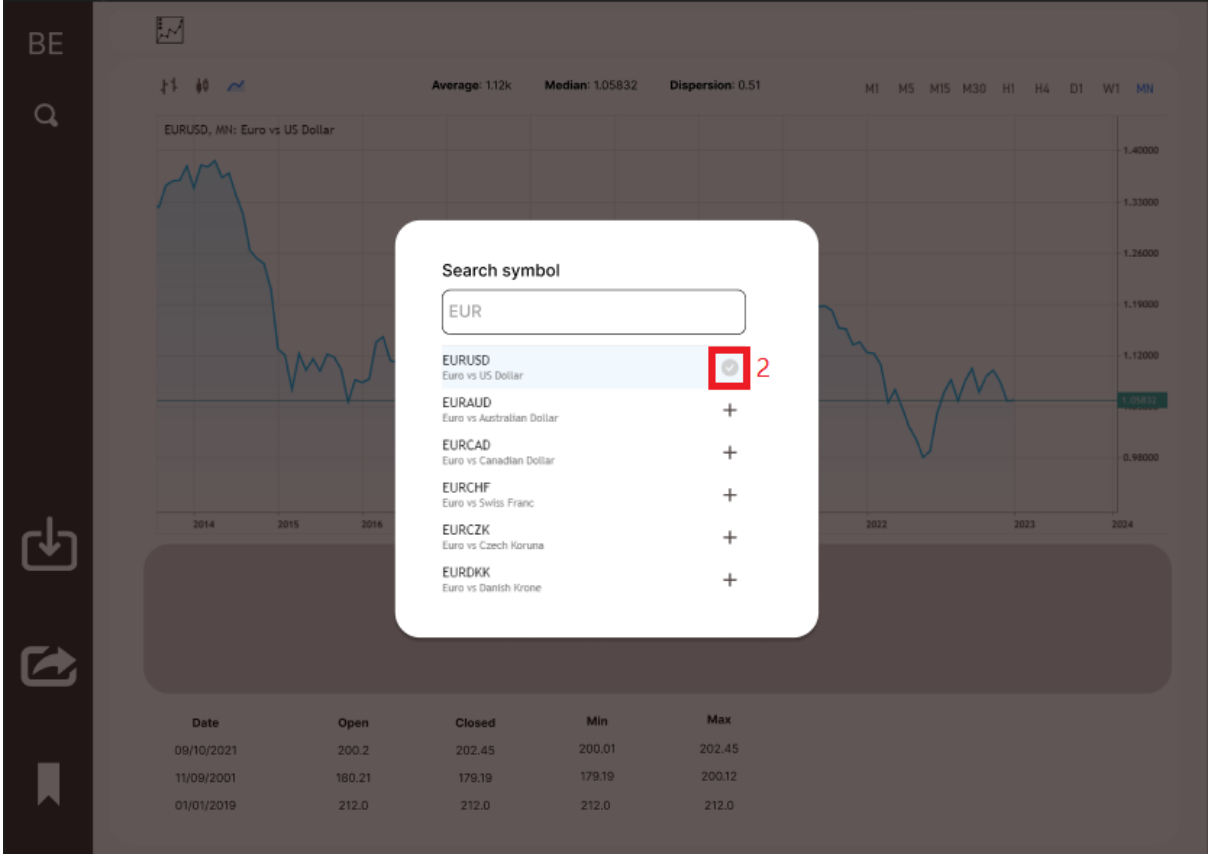 BE
Average: 1.12k Median: 1.05832 Dispersion: 0.51
M1 M5 M15 M30 H1 H4 D1 W1 MN
EURUSD, MN: Euro vs US Dollar
1.40000
1.33000
1.26000
1.19000
1.12000
1.05832
0.98000
2014 2015 2016 2022 2023 2024
Search symbol
EUR
EURUSD
Euro vs US Dollar
2
EURAUD
Euro vs Australian Dollar
EURCAD
Euro vs Canadian Dollar
EURCHF
Euro vs Swiss Franc
EURCZK
Euro vs Czech Koruna
EURDKK
Euro vs Danish Krone
Date Open Closed Min Max
09/10/2021 200.2 202.45 200.01 202.45
11/09/2001 180.21 179.19 179.19 200.12
01/01/2019 212.0 212.0 212.0 212.0